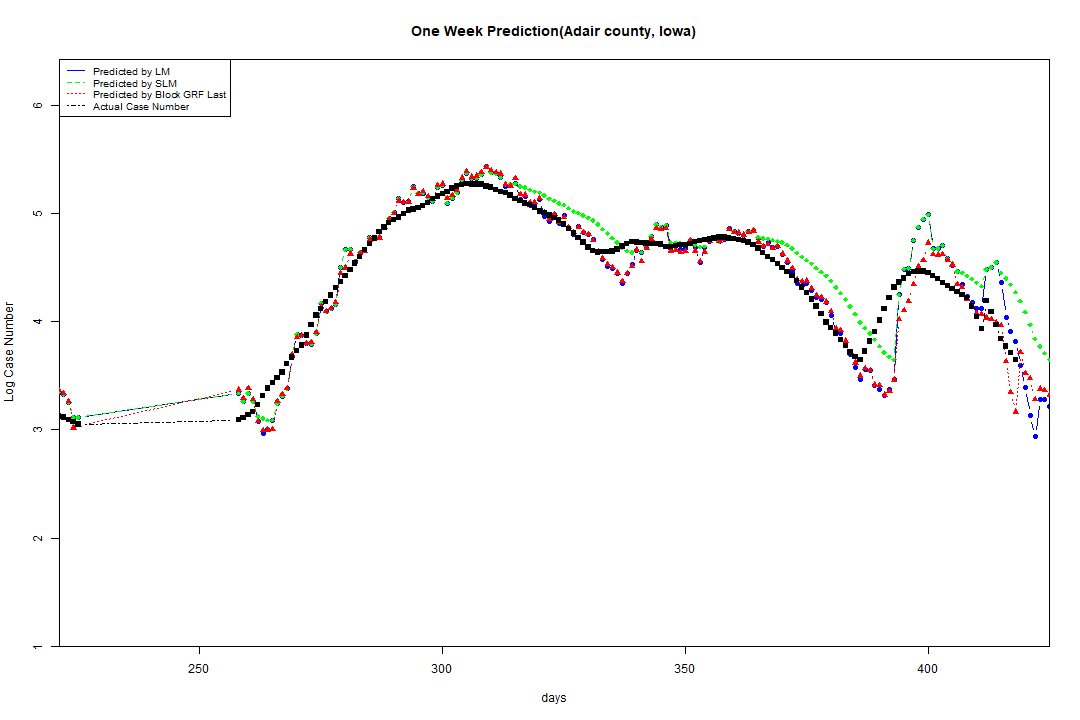 One Week Prediction(Adair county, Iowa)
Predicted by LM
Predicted by SLM
Predicted by Block GRF Last
Actual Case Number
6
5
4
3
2
1
Log Case Number
250
300
350
400
days